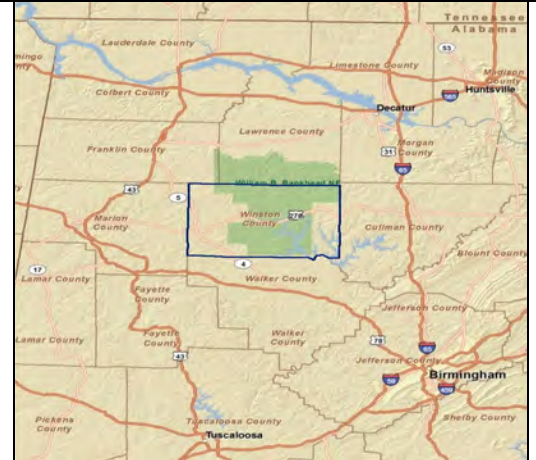 Tennessee
Alabama
Lauderdale County
53
Limestone County
Madison
County
mingo
County
Colbert County
565
Huntsville
Decatur
Lawrence County
Franklin County
Morgan
County
31
65
43
William B. Bankhead NF
5
Marion
County
Winston
County
278
Cullman
County
Blount County
17
4
Lamar County
Walker County
Fayette
County
Jefferson County
Fayette
County
Walker
County
78
65
Lamar County
43
Jefferson County
59
Birmingham
459
Pickens
County
Tuscaloosa County
Shelby County
Tuscaloosa